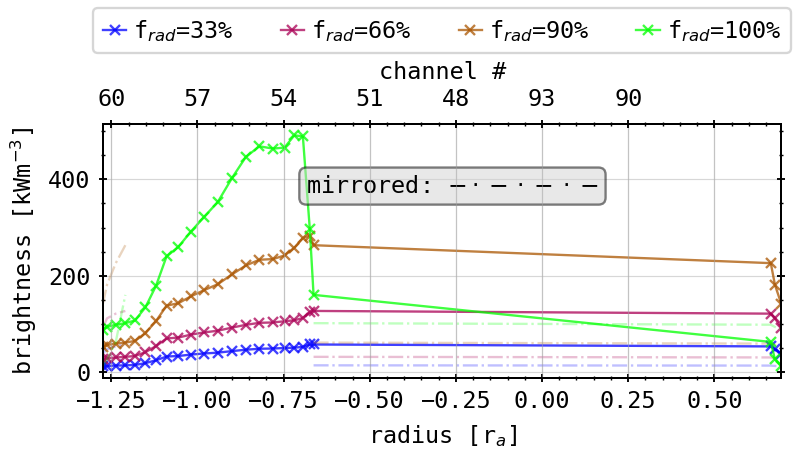 f_rad=33% f_rad=66% f_rad=90% f_rad=100%
channel #
60 57 54 51 48 93 90
mirrored: — · — · — · —
brightness [kWm⁻³]
400
200
0
−1.25 −1.00 −0.75 −0.50 −0.25 0.00 0.25 0.50
radius [r_a]